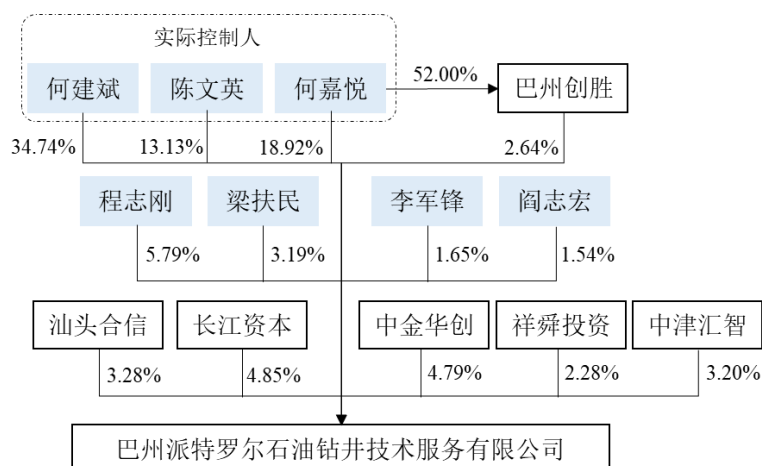 实际控制人
何建斌 陈文英 何嘉悦 52.00% 巴州创胜
34.74% 13.13% 18.92% 2.64%
程志刚 梁扶民 李军锋 阎志宏
5.79% 3.19% 1.65% 1.54%
汕头合信 长江资本 中金华创 祥舜投资 中津汇智
3.28% 4.85% 4.79% 2.28% 3.20%
巴州派特罗尔石油钻井技术服务有限公司